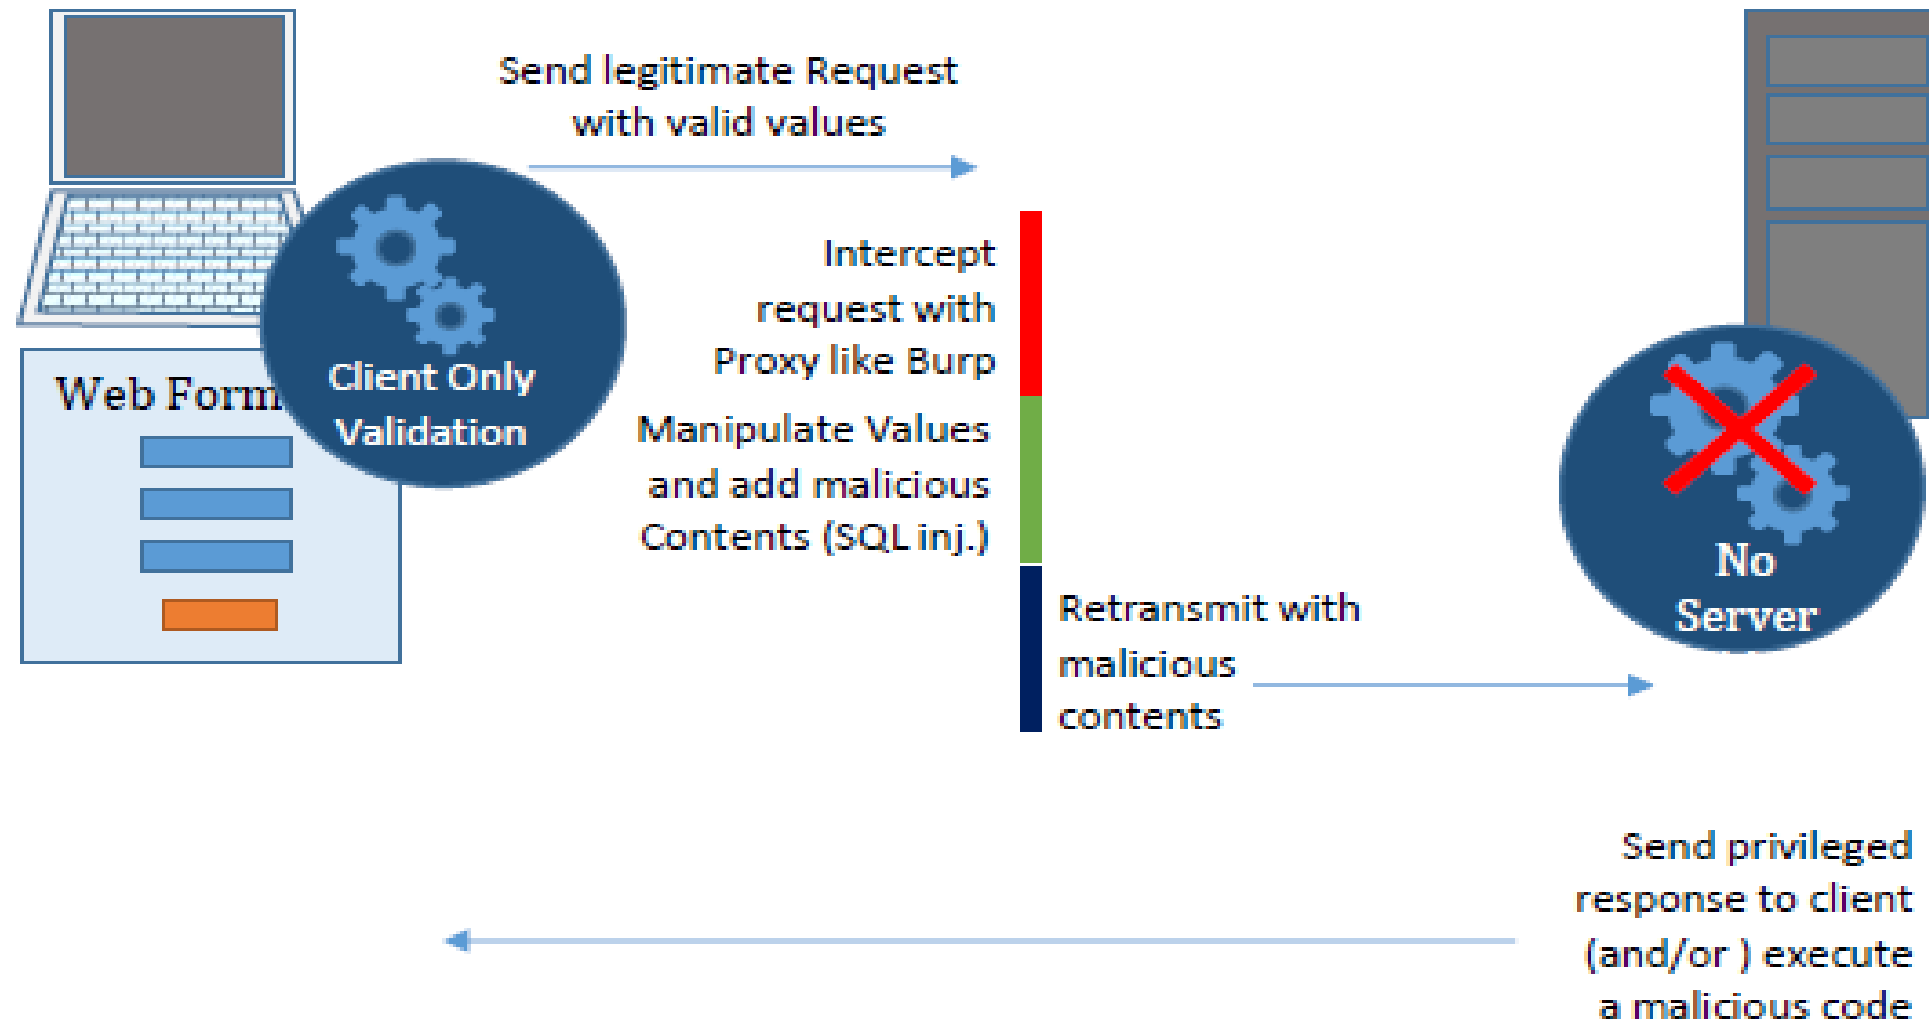 Send legitimate Request
with valid values
Intercept
request with
Proxy like Burp
Client Only
Validation
Web Form
Manipulate Values
and add malicious
Contents (SQL inj.)
No
Server
Retransmit with
malicious
contents
Send privileged
response to client
(and/or ) execute
a malicious code